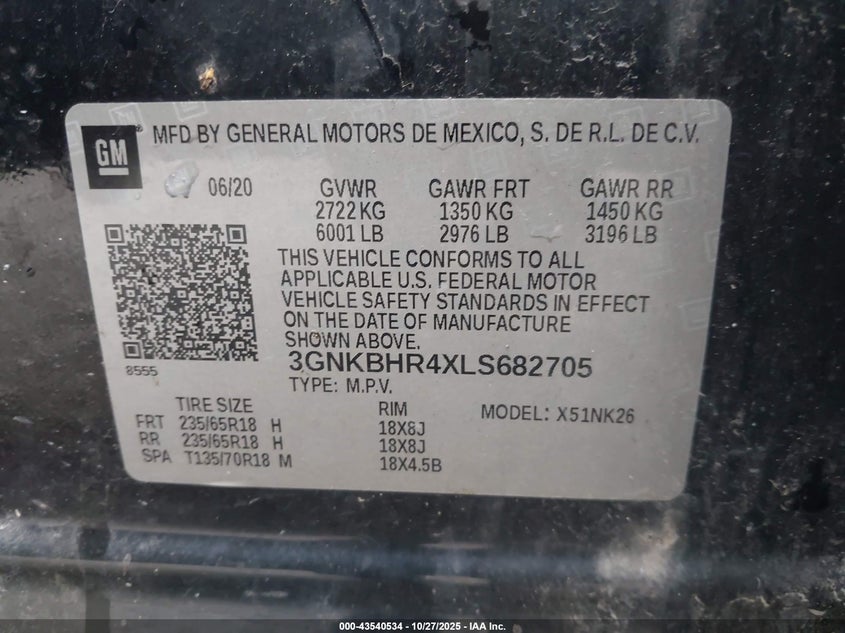 GM
MFD BY GENERAL MOTORS DE MEXICO, S. DE R.L. DE C.V.
06/20 GVWR GAWR FRT GAWR RR
2722 KG 1350 KG 1450 KG
6001 LB 2976 LB 3196 LB
THIS VEHICLE CONFORMS TO ALL
APPLICABLE U.S. FEDERAL MOTOR
VEHICLE SAFETY STANDARDS IN EFFECT
ON THE DATE OF MANUFACTURE
SHOWN ABOVE.
3GNKBHR4XLS682705
8555
TYPE: M.P.V.
TIRE SIZE RIM MODEL: X51NK26
FRT 235/65R18 H 18X8J
RR 235/65R18 H 18X8J
SPA T135/70R18 M 18X4.5B
000-43540534 | 10/27/2025 - IAA Inc.